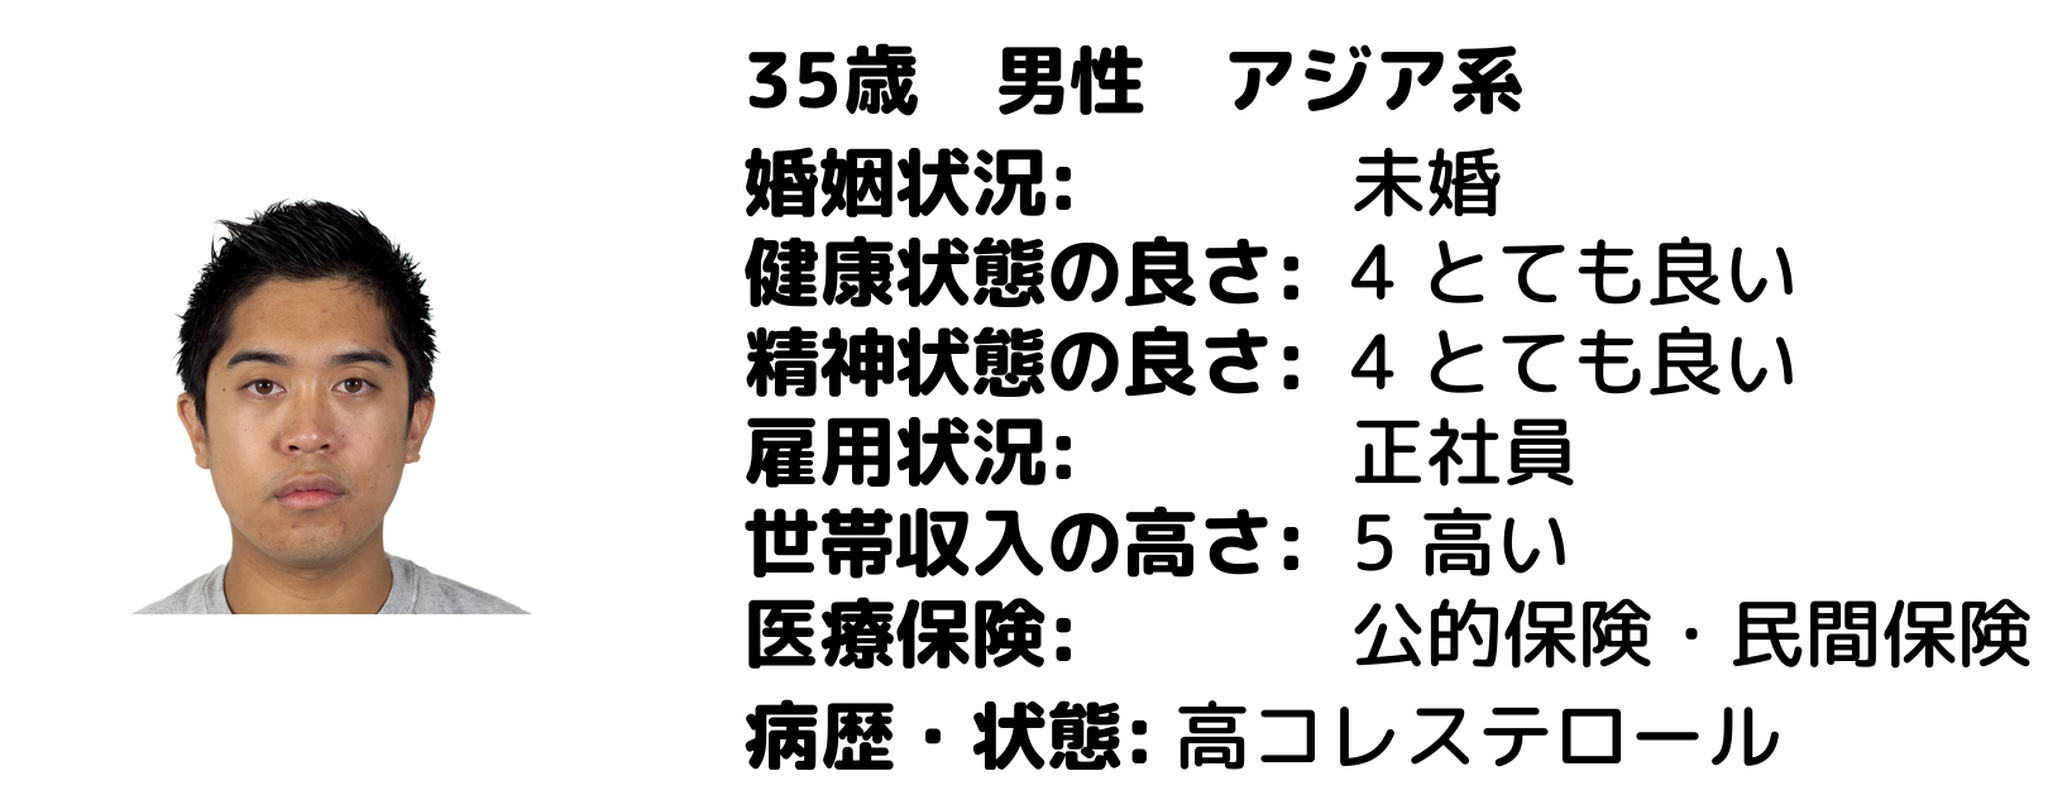 35歳　男性　アジア系
婚姻状況: 未婚
健康状態の良さ: 4 とても良い
精神状態の良さ: 4 とても良い
雇用状況: 正社員
世帯収入の高さ: 5 高い
医療保険: 公的保険・民間保険
病歴・状態: 高コレステロール